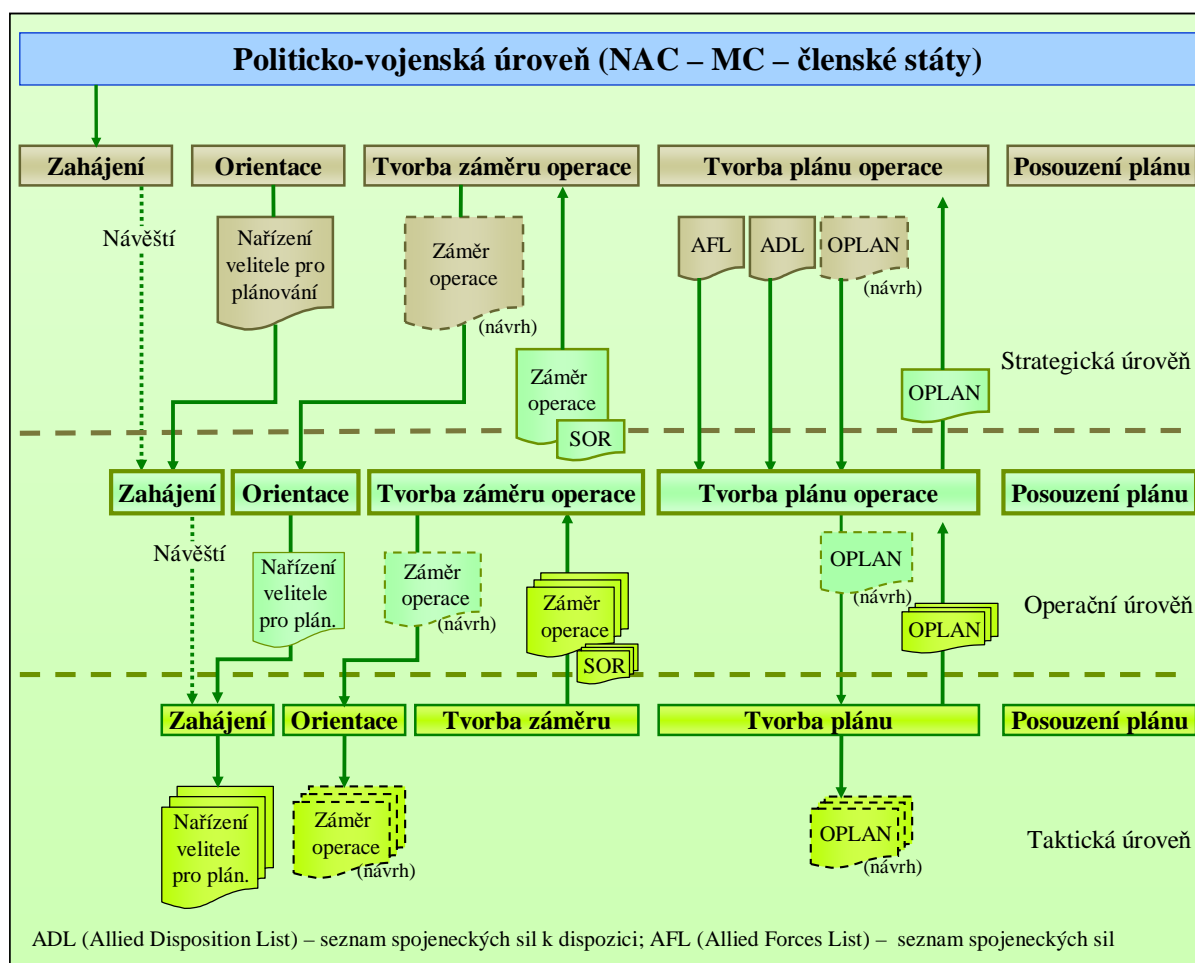 Politicko-vojenská úroveň (NAC – MC – členské státy)
Zahájení
Orientace
Tvorba záměru operace
Tvorba plánu operace
Posouzení plánu
Návěští
Nařízení
velitele pro
plánování
Záměr
operace
(návrh)
AFL
ADL
OPLAN
(návrh)
Záměr
operace
SOR
OPLAN
Strategická úrověň
Zahájení
Orientace
Tvorba záměru operace
Tvorba plánu operace
Posouzení plánu
Návěští
Nařízení
velitele
pro plán.
Záměr
operace
(návrh)
Záměr
operace
SOR
OPLAN
(návrh)
OPLAN
Operační úrověň
Zahájení
Orientace
Tvorba záměru
Tvorba plánu
Posouzení plánu
Nařízení
velitele
pro plán.
Záměr
operace
(návrh)
OPLAN
(návrh)
Taktická úroveň
ADL (Allied Disposition List) – seznam spojeneckých sil k dispozici; AFL (Allied Forces List) – seznam spojeneckých sil